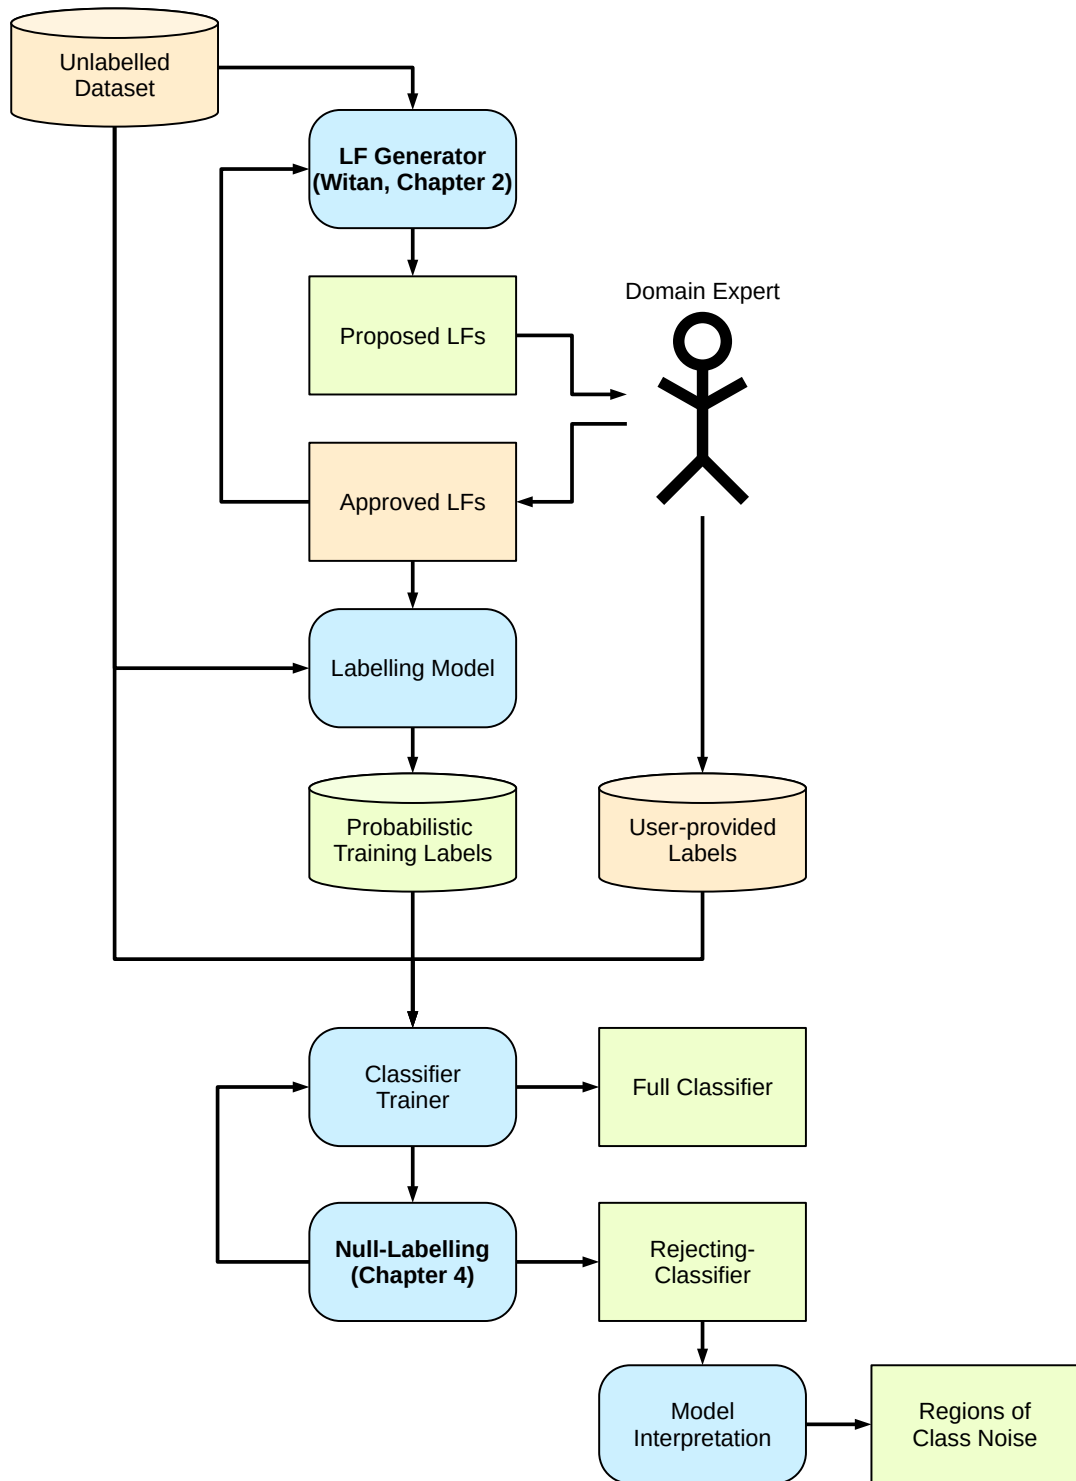 Unlabelled
Dataset
LF Generator
(Witan, Chapter 2)
Domain Expert
Proposed LFs
Approved LFs
Labelling Model
Probabilistic
Training Labels
User-provided
Labels
Classifier
Trainer
Full Classifier
Null-Labelling
(Chapter 4)
Rejecting-
Classifier
Model
Interpretation
Regions of
Class Noise